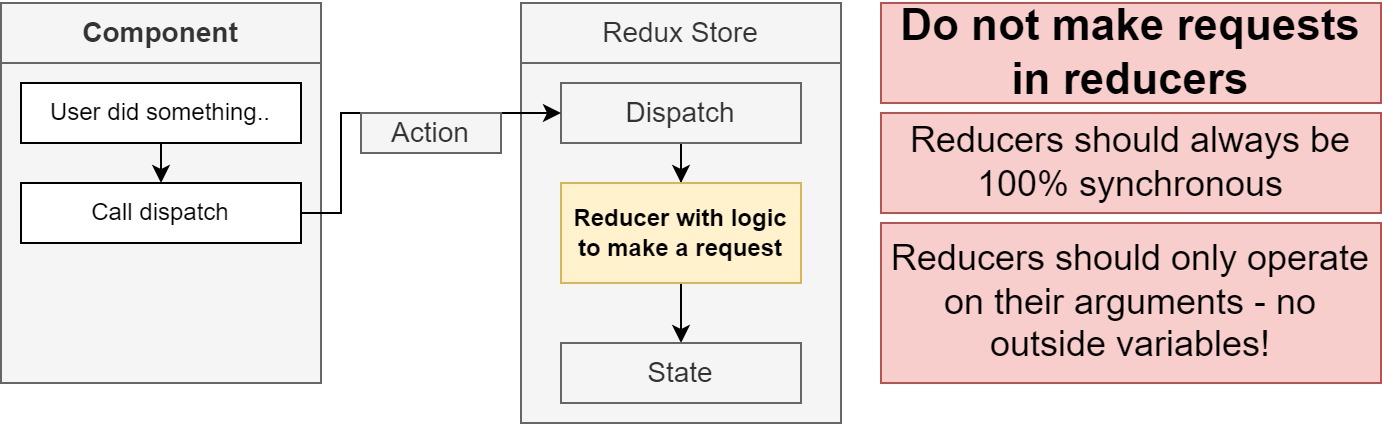 Component
User did something..
Call dispatch
Action
Redux Store
Dispatch
Reducer with logic
to make a request
State
Do not make requests
in reducers
Reducers should always be
100% synchronous
Reducers should only operate
on their arguments - no
outside variables!